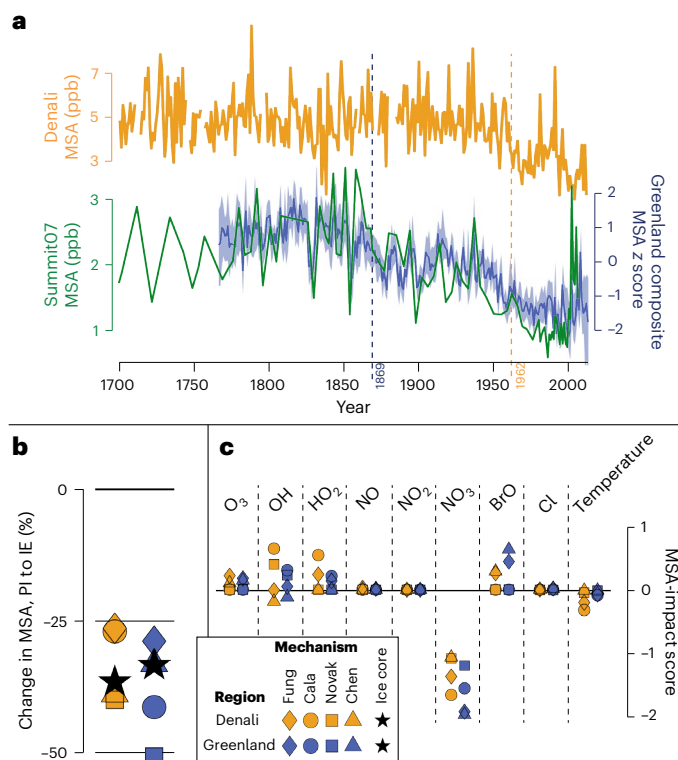 a
7
5
3
Denali
MSA (ppb)
3
2
1
Summit07
MSA (ppb)
2
1
0
−1
−2
Greenland composite
MSA z score
1869
1962
1700
1750
1800
1850
1900
1950
2000
Year
b
0
−25
−50
Change in MSA, PI to IE (%)
c
O3
OH
HO2
NO
NO2
NO3
BrO
Cl
Temperature
1
0
−1
−2
MSA-impact score
Mechanism
Region
Fung
Cala
Novak
Chen
Ice core
Denali
Greenland